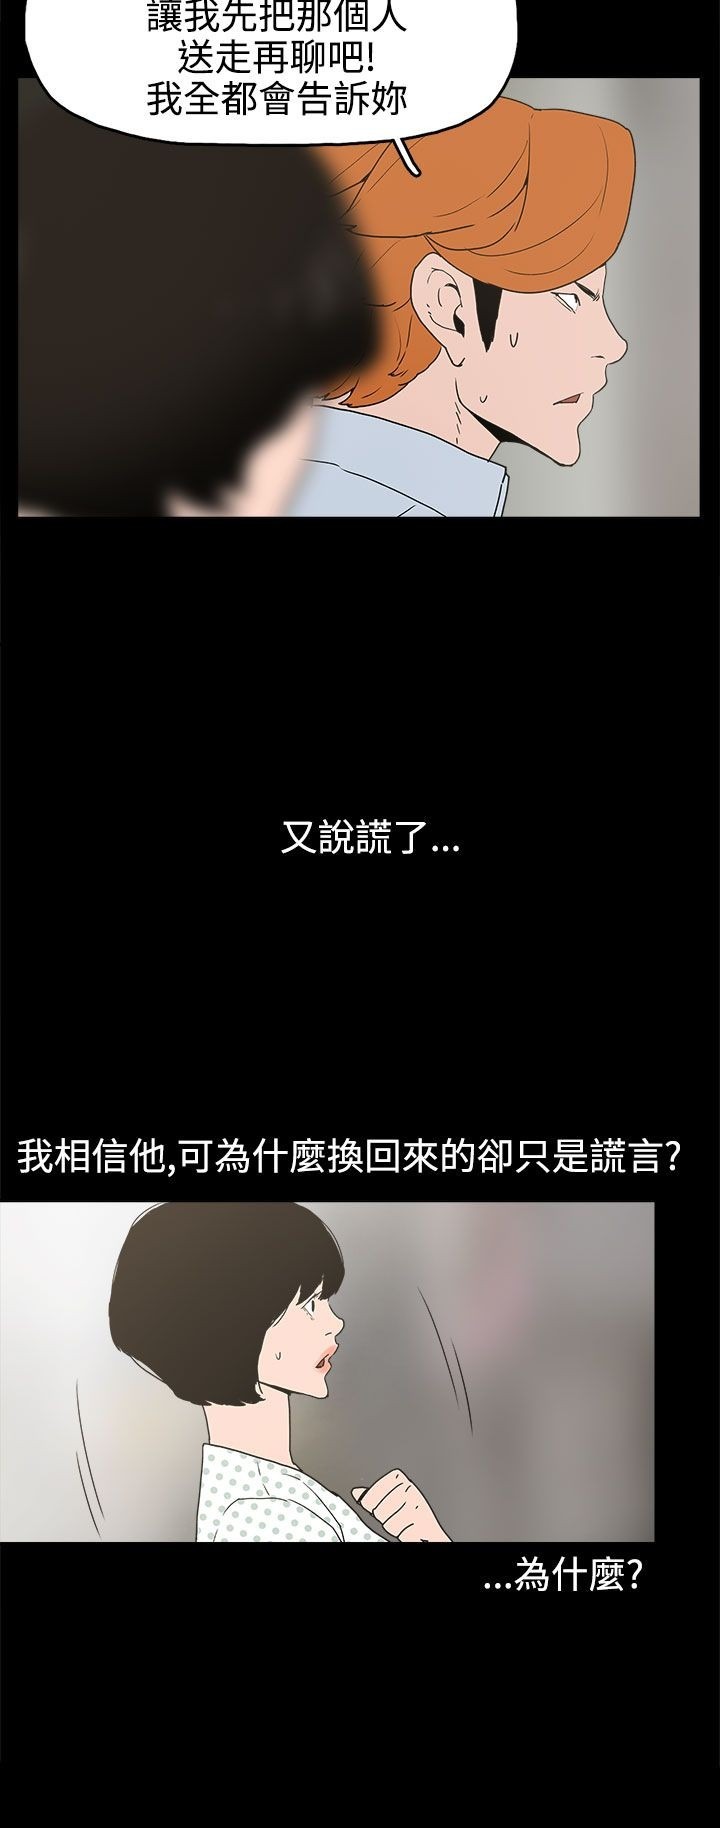 讓我先把那個人
送走再聊吧!
我全都會告訴妳
又說謊了...
我相信他,可為什麼換回來的卻只是謊言?
...為什麼?